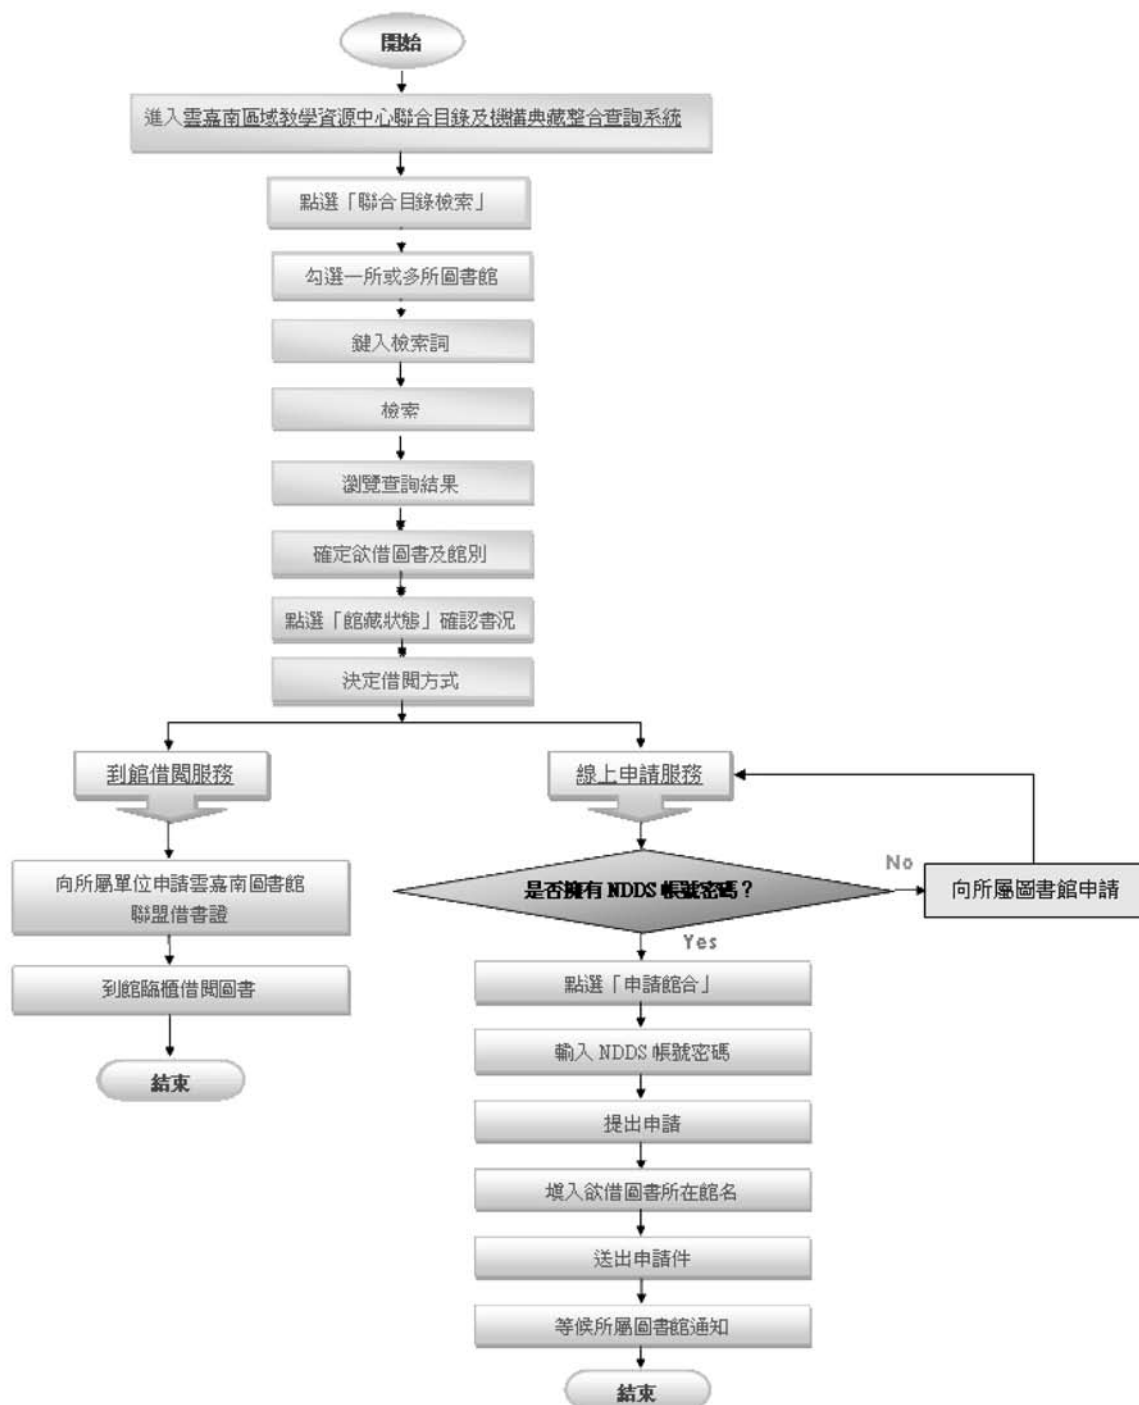 開始
進入雲嘉南區域教學資源中心聯合目錄及機構典藏整合查詢系統
點選「聯合目錄檢索」
勾選一所或多所圖書館
鍵入檢索詞
檢索
瀏覽查詢結果
確定欲借圖書及館別
點選「館藏狀態」確認書況
決定借閱方式
到館借閱服務
向所屬單位申請雲嘉南圖書館
聯盟借書證
到館臨櫃借閱圖書
結束
線上申請服務
是否擁有 NDDS 帳號密碼？
No
向所屬圖書館申請
Yes
點選「申請館合」
輸入 NDDS 帳號密碼
提出申請
填入欲借圖書所在館名
送出申請件
等候所屬圖書館通知
結束